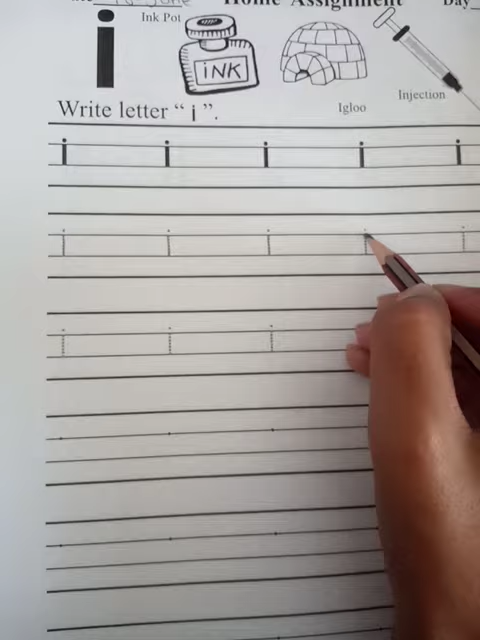 Home Assignment Day
i Ink Pot
INK
Igloo
Injection
Write letter “i”.
i i i i i
i i i i i
i i i